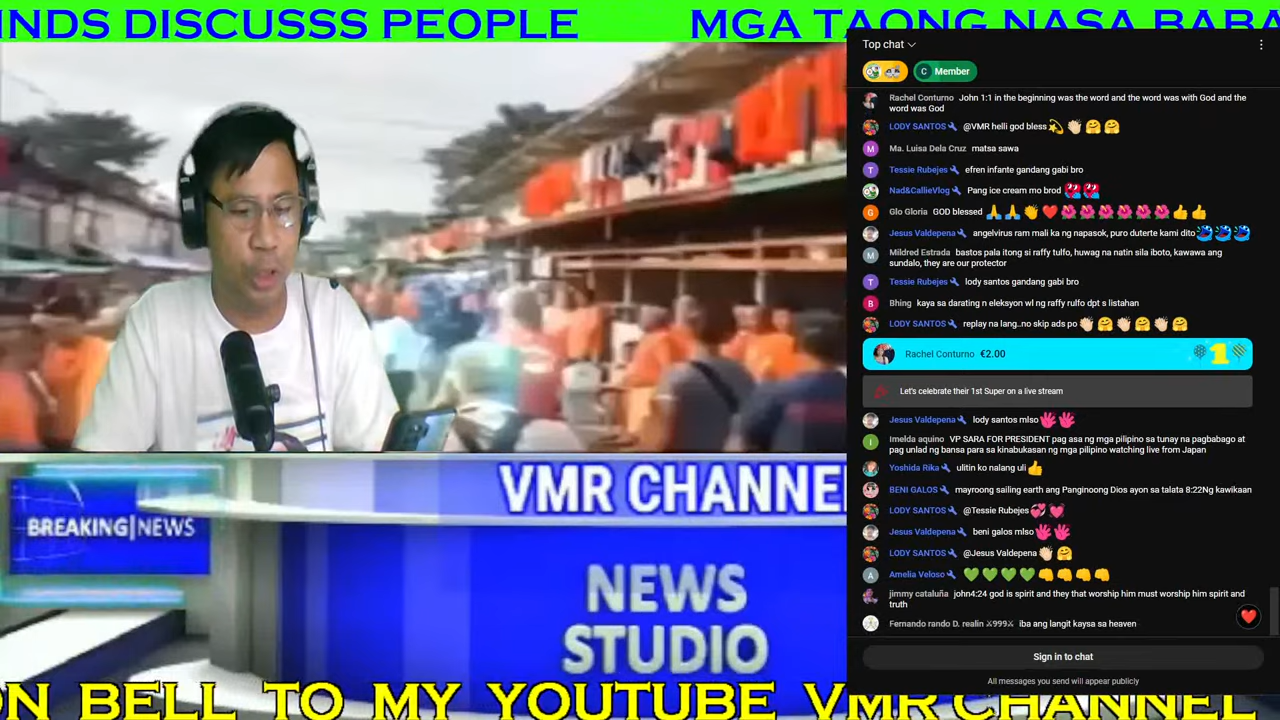 INDS DISCUSSS PEOPLE MGA TAONG NASA BABA
Top chat
C Member
Rachel Conturno John 1:1 in the beginning was the word and the word was with God and the
word was God
LODY SANTOS @VMR helli god bless
M Ma. Luisa Dela Cruz matsa sawa
T Tessie Rubejes efren infante gandang gabi bro
Nad&CallieVlog Pang ice cream mo brod
G Glo Gloria GOD blessed
Jesus Valdepena angelvirus ram mali ka ng napasok, puro duterte kami dito
M Mildred Estrada bastos pala itong si raffy tulfo, huwag na natin sila iboto, kawawa ang
sundalo, they are our protector
T Tessie Rubejes lody santos gandang gabi bro
B Bhing kaya sa darating n eleksyon wl ng raffy rulfo dpt s listahan
LODY SANTOS replay na lang..no skip ads po
Rachel Conturno €2.00 1
Let's celebrate their 1st Super on a live stream
Jesus Valdepena lody santos mlso
i Imelda aquino VP SARA FOR PRESIDENT pag asa ng mga pilipino sa tunay na pagbabago at
pag unlad ng bansa para sa kinabukasan ng mga pilipino watching live from Japan
Yoshida Rika ulitin ko nalang uli
BENI GALOS mayroong sailing earth ang Panginoong Dios ayon sa talata 8:22Ng kawikaan
LODY SANTOS @Tessie Rubejes
Jesus Valdepena beni galos mlso
LODY SANTOS @Jesus Valdepena
A Amelia Veloso
jimmy cataluña john4:24 god is spirit and they that worship him must worship him spirit and
truth
Fernando rando D. realin ⚔999⚔ iba ang langit kaysa sa heaven
Sign in to chat
All messages you send will appear publicly
VMR CHANNE
BREAKING|NEWS
NEWS
STUDIO
ON BELL TO MY YOUTUBE VMR CHANNEL